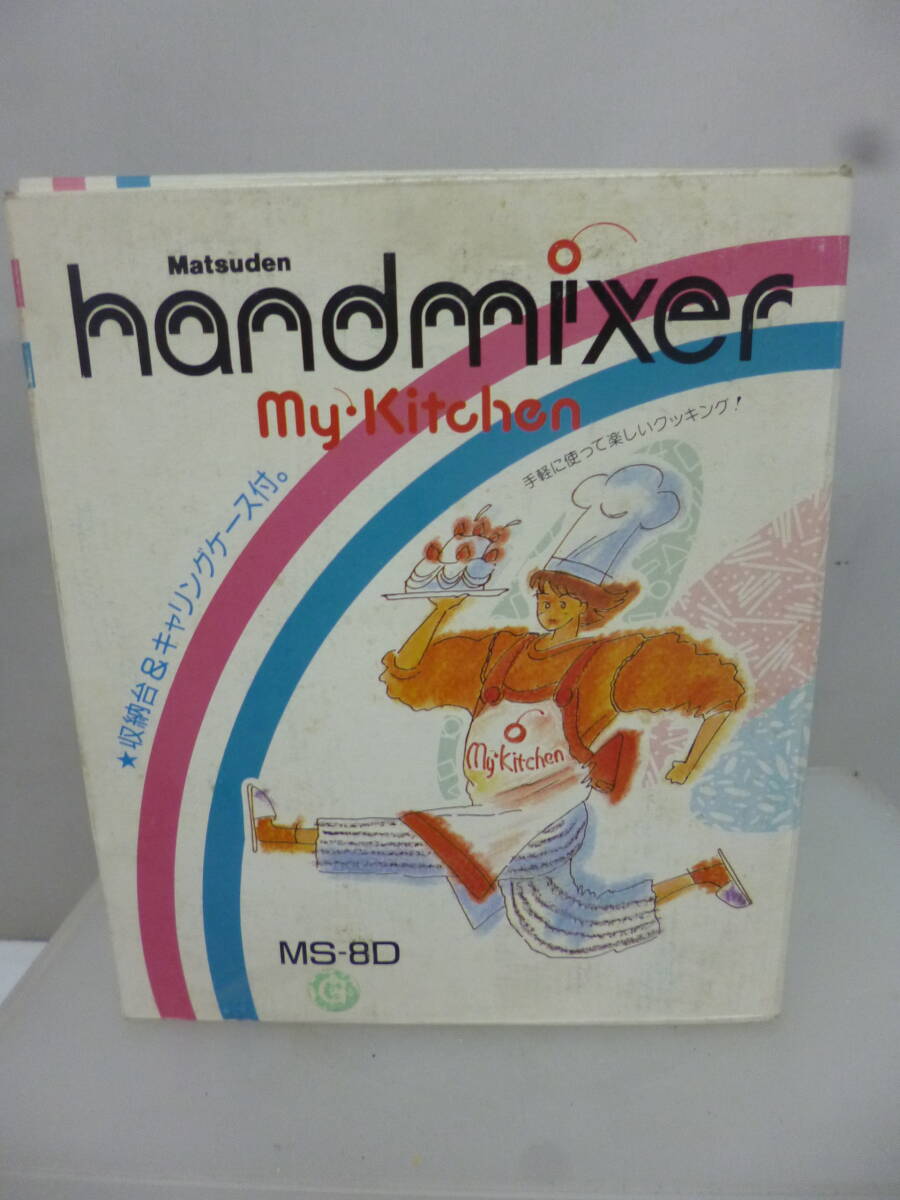 Matsuden
handmixer
My・Kitchen
手軽に使って楽しいクッキング!
★収納台&キャリングケース付。
My・Kitchen
MS-8D